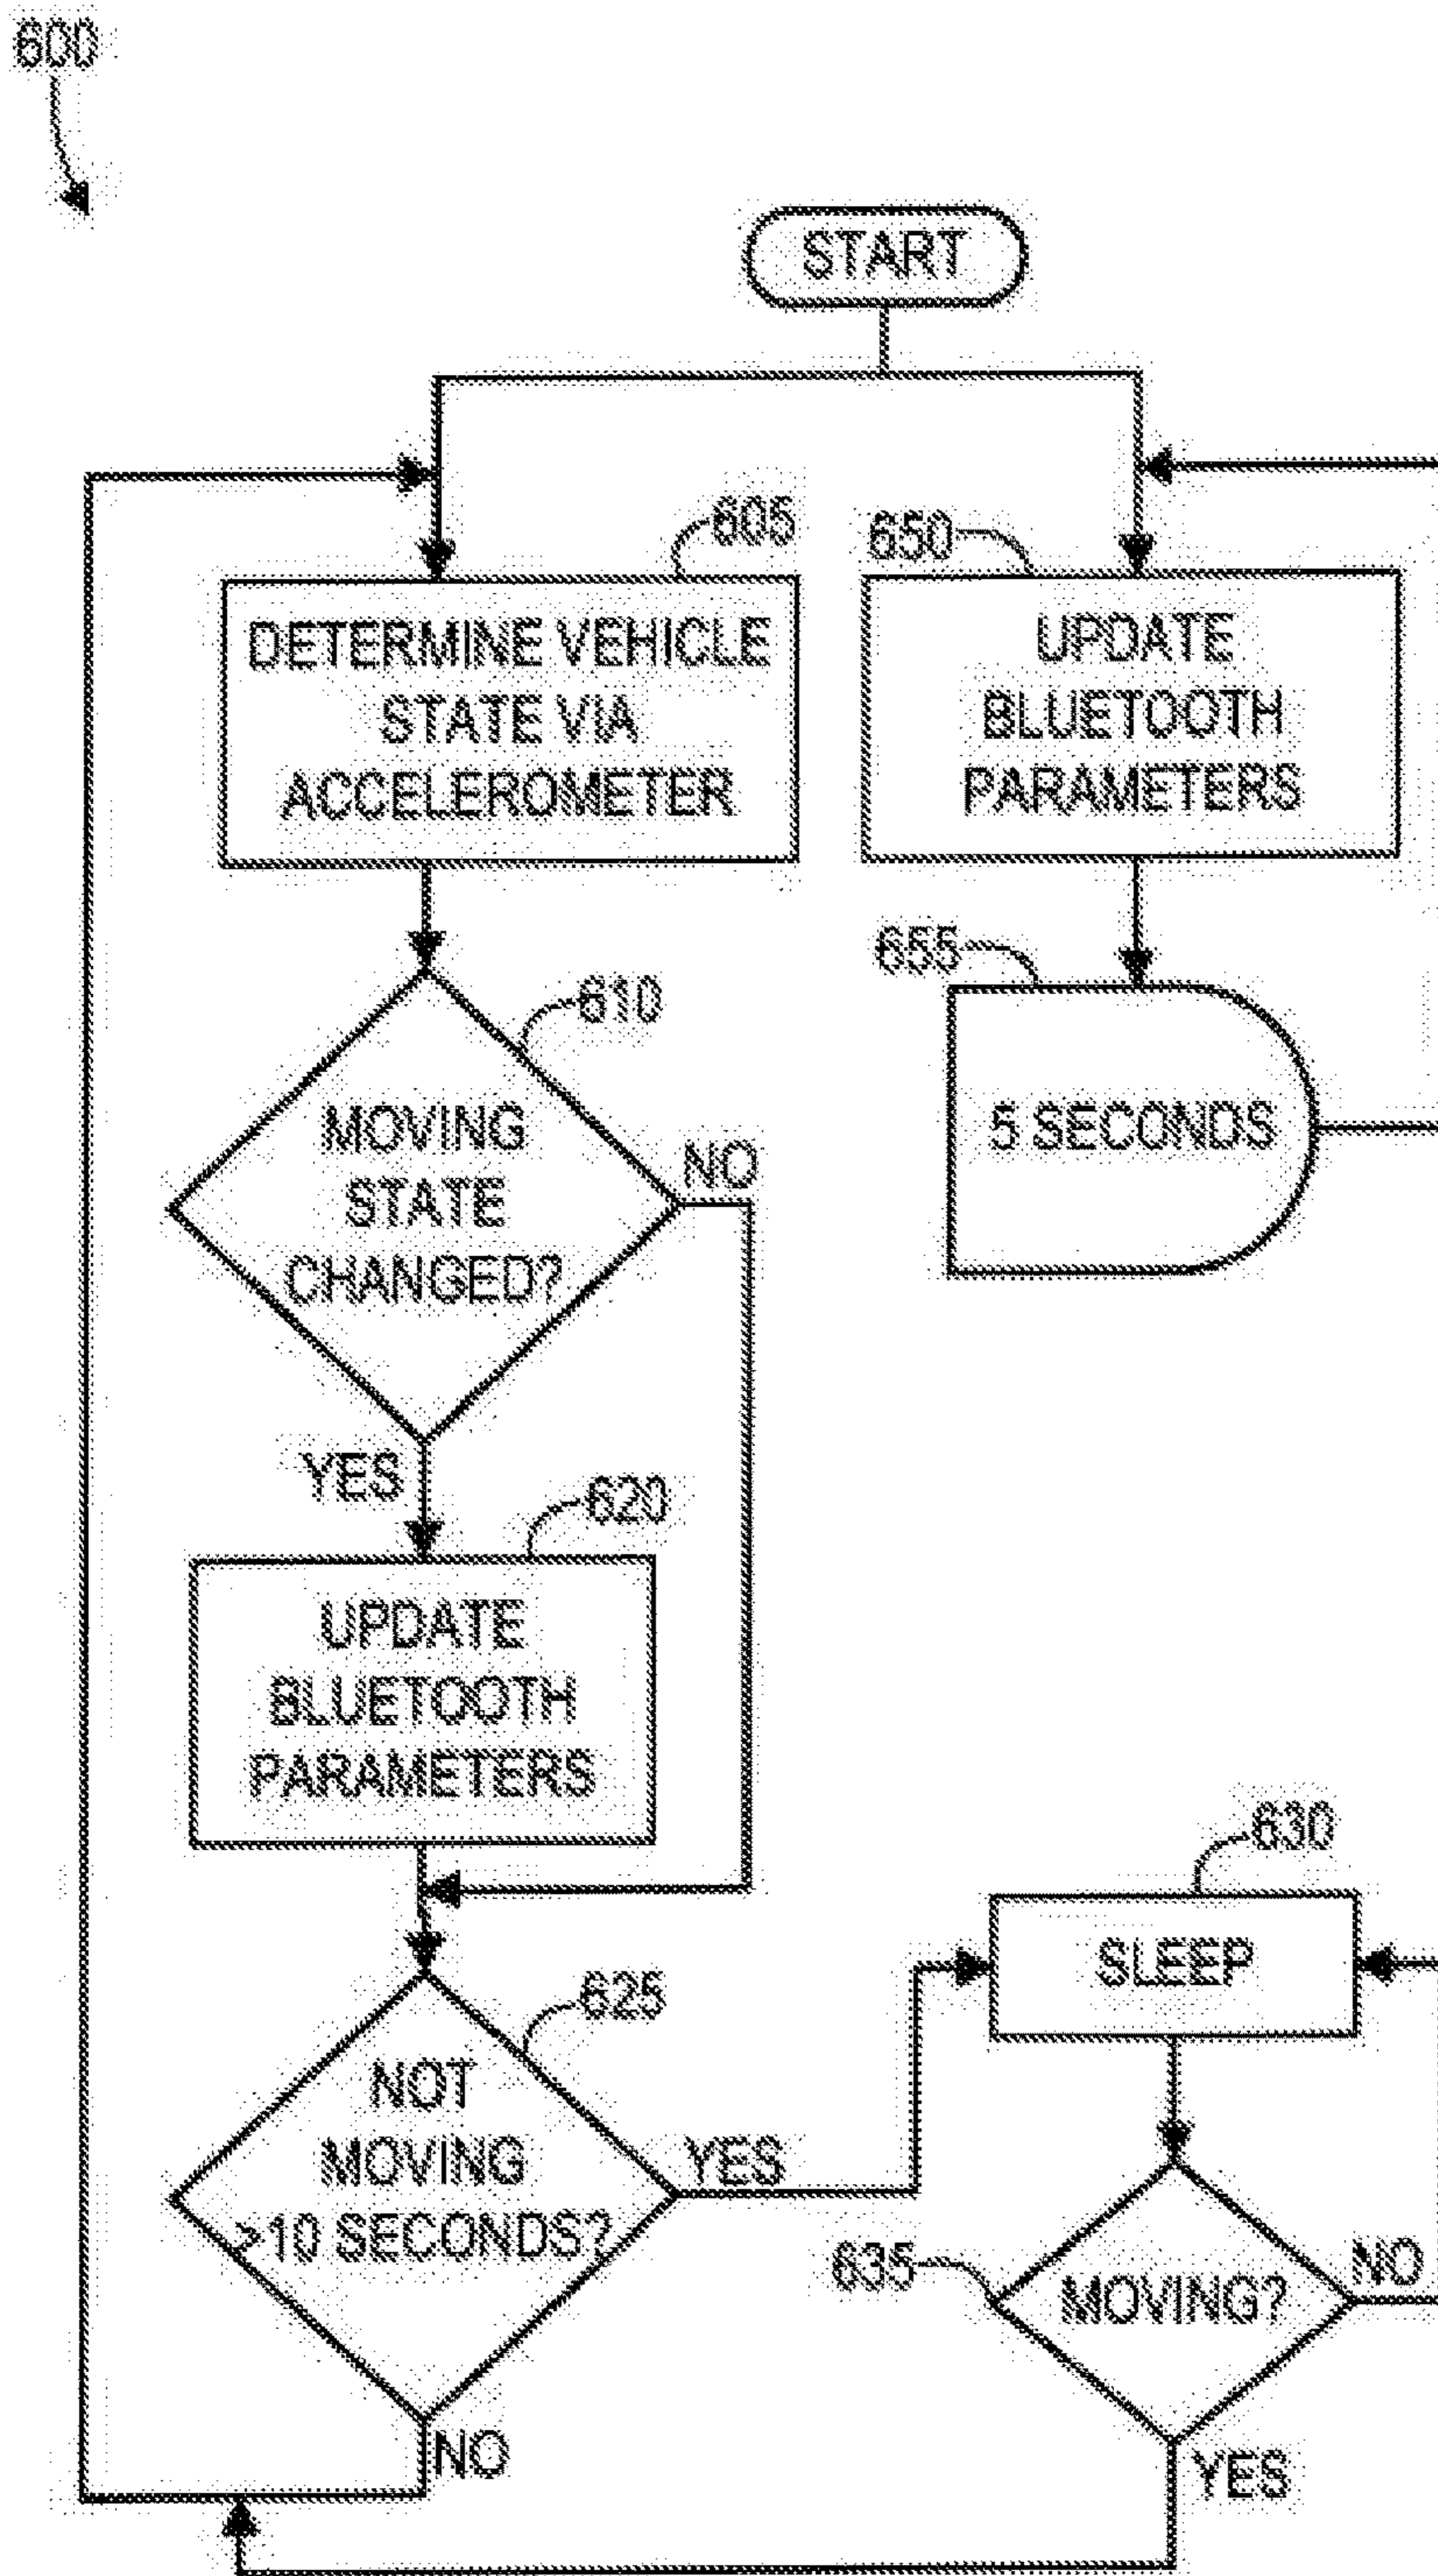 600
START
605
DETERMINE VEHICLE
STATE VIA
ACCELEROMETER
650
UPDATE
BLUETOOTH
PARAMETERS
655
5 SECONDS
610
MOVING
STATE
CHANGED?
NO
YES
620
UPDATE
BLUETOOTH
PARAMETERS
625
NOT
MOVING
>10 SECONDS?
YES
NO
630
SLEEP
635
MOVING?
NO
YES